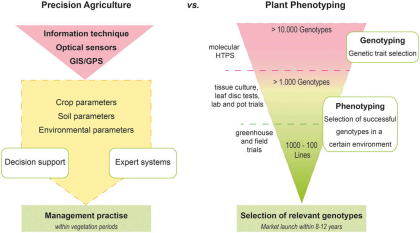 Precision Agriculture
vs.
Plant Phenotyping
Information technique
Optical sensors
GIS/GPS
Crop parameters
Soil parameters
Environmental parameters
Decision support
Expert systems
Management practise
within vegetation periods
> 10.000 Genotypes
molecular
HTPS
Genotyping
Genetic trait selection
> 1.000 Genotypes
tissue culture,
leaf disc tests,
lab and pot trials
Phenotyping
Selection of successful
genotypes in a
certain environment
greenhouse
and field
trials
1000 - 100
Lines
Selection of relevant genotypes
Market launch within 8-12 years